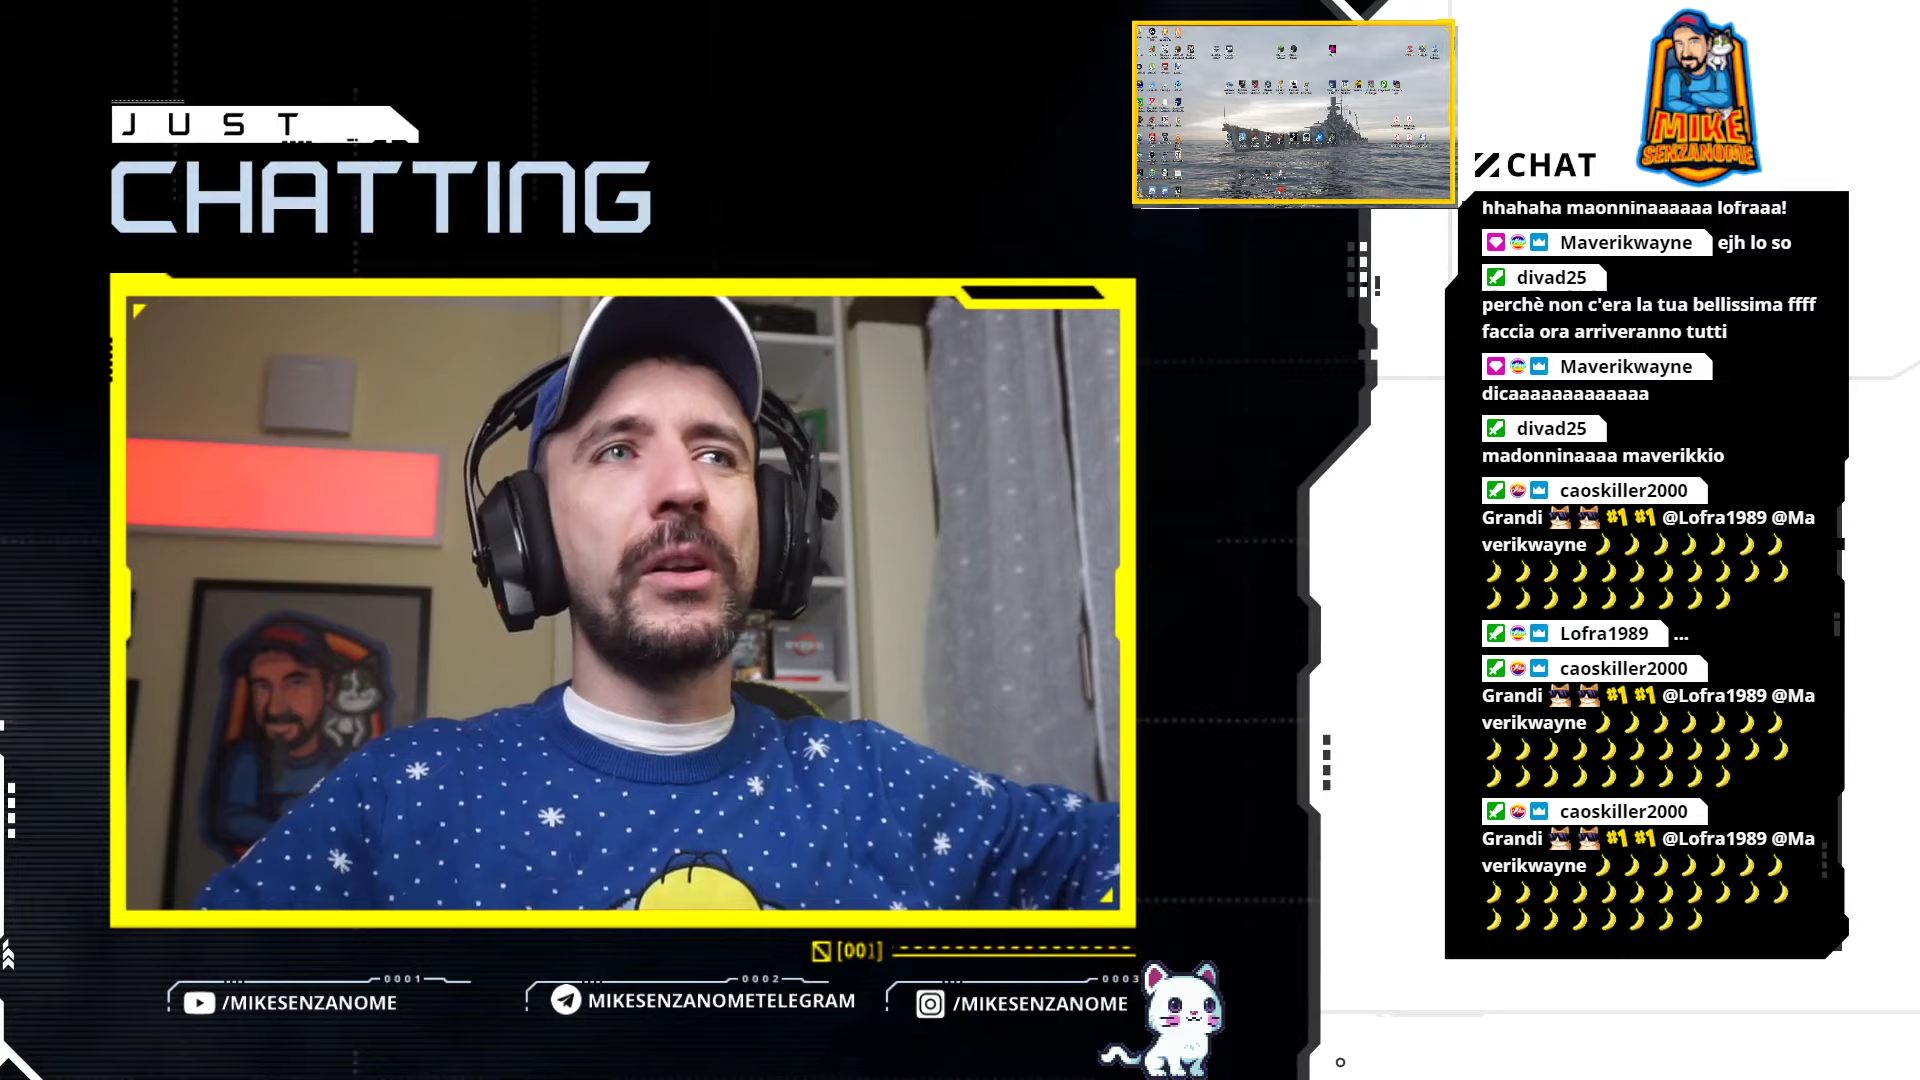 JUST
CHATTING
MIKE
SENZANOME
CHAT
hhahaha maonninaaaaaa lofraaa!
Maverikwayne ejh lo so
divad25
perchè non c'era la tua bellissima ffff
faccia ora arriveranno tutti
Maverikwayne
dicaaaaaaaaaaaaa
divad25
madonninaaaa maverikkio
caoskiller2000
Grandi #1 #1 @Lofra1989 @Ma
verikwayne
Lofra1989 ...
caoskiller2000
Grandi #1 #1 @Lofra1989 @Ma
verikwayne
caoskiller2000
Grandi #1 #1 @Lofra1989 @Ma
verikwayne
[001]
0001
/MIKESENZANOME
0002
MIKESENZANOMETELEGRAM
0003
/MIKESENZANOME